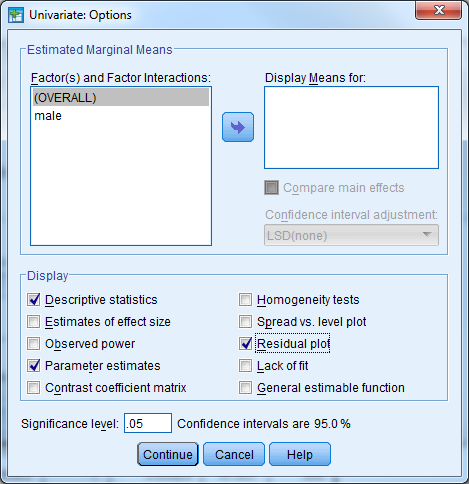 Univariate: Options
Estimated Marginal Means
Factor(s) and Factor Interactions:
(OVERALL)
male
Display Means for:
Compare main effects
Confidence interval adjustment:
LSD(none)
Display
Descriptive statistics
Homogeneity tests
Estimates of effect size
Spread vs. level plot
Observed power
Residual plot
Parameter estimates
Lack of fit
Contrast coefficient matrix
General estimable function
Significance level: .05 Confidence intervals are 95.0 %
Continue Cancel Help